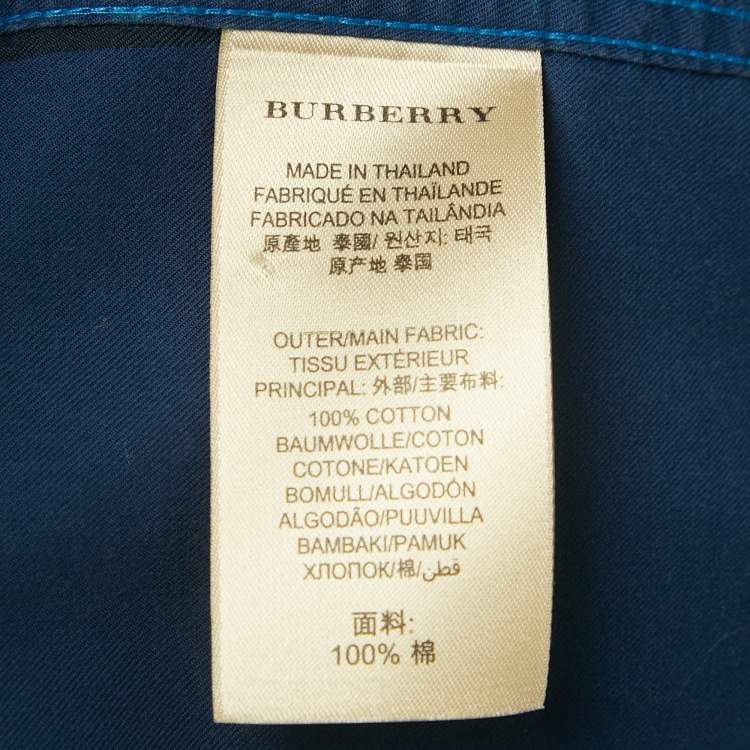 BURBERRY
MADE IN THAILAND
FABRIQUÉ EN THAÏLANDE
FABRICADO NA TAILÂNDIA
原產地 泰國/ 원산지: 태국
原产地 泰国
OUTER/MAIN FABRIC:
TISSU EXTÉRIEUR
PRINCIPAL: 外部/主要布料:
100% COTTON
BAUMWOLLE/COTON
COTONE/KATOEN
BOMULL/ALGODÓN
ALGODÃO/PUUVILLA
BAMBAKI/PAMUK
ХЛОПОК/棉/قطن
面料:
100% 棉